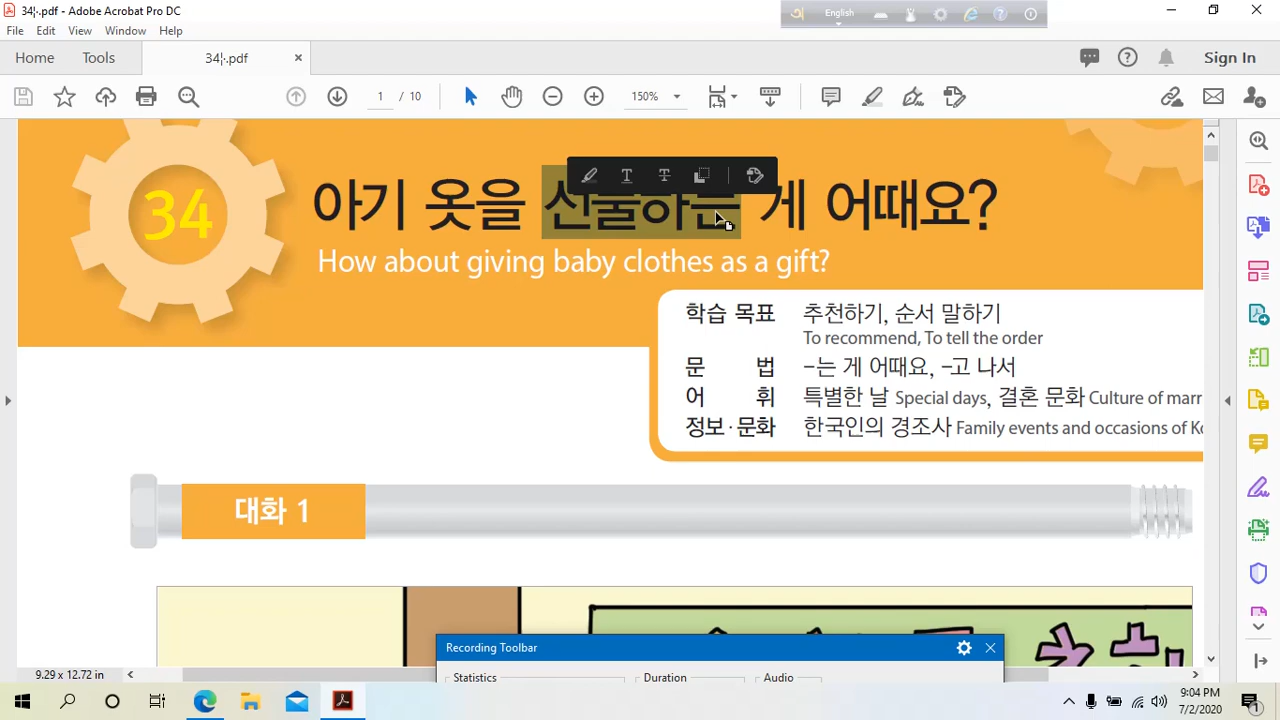 34¦·.pdf - Adobe Acrobat Pro DC
English
File Edit View Window Help
Home Tools 34¦·.pdf × Sign In
1 / 10 150%
34 아기 옷을 선물하는 게 어때요?
How about giving baby clothes as a gift?
학습 목표 추천하기, 순서 말하기
To recommend, To tell the order
문 법 –는 게 어때요, –고 나서
어 휘 특별한 날 Special days, 결혼 문화 Culture of marr
정보·문화 한국인의 경조사 Family events and occasions of Ko
대화 1
Recording Toolbar
Statistics Duration Audio
9.29 x 12.72 in
9:04 PM
7/2/2020